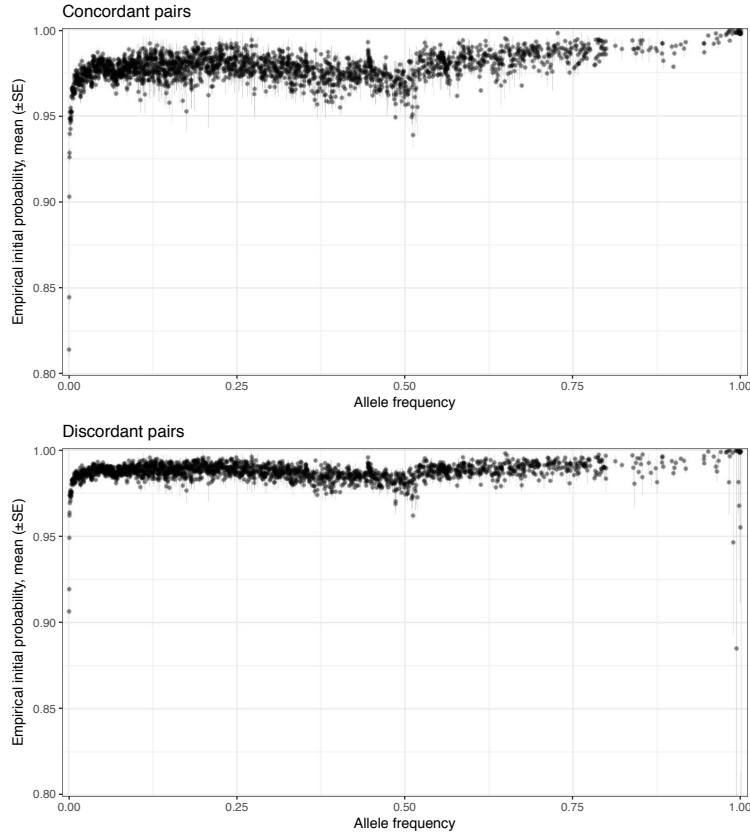 Concordant pairs
Empirical initial probability, mean (±SE)
1.00
0.95
0.90
0.85
0.80
0.00 0.25 0.50 0.75 1.00
Allele frequency
Discordant pairs
Empirical initial probability, mean (±SE)
1.00
0.95
0.90
0.85
0.80
0.00 0.25 0.50 0.75 1.00
Allele frequency